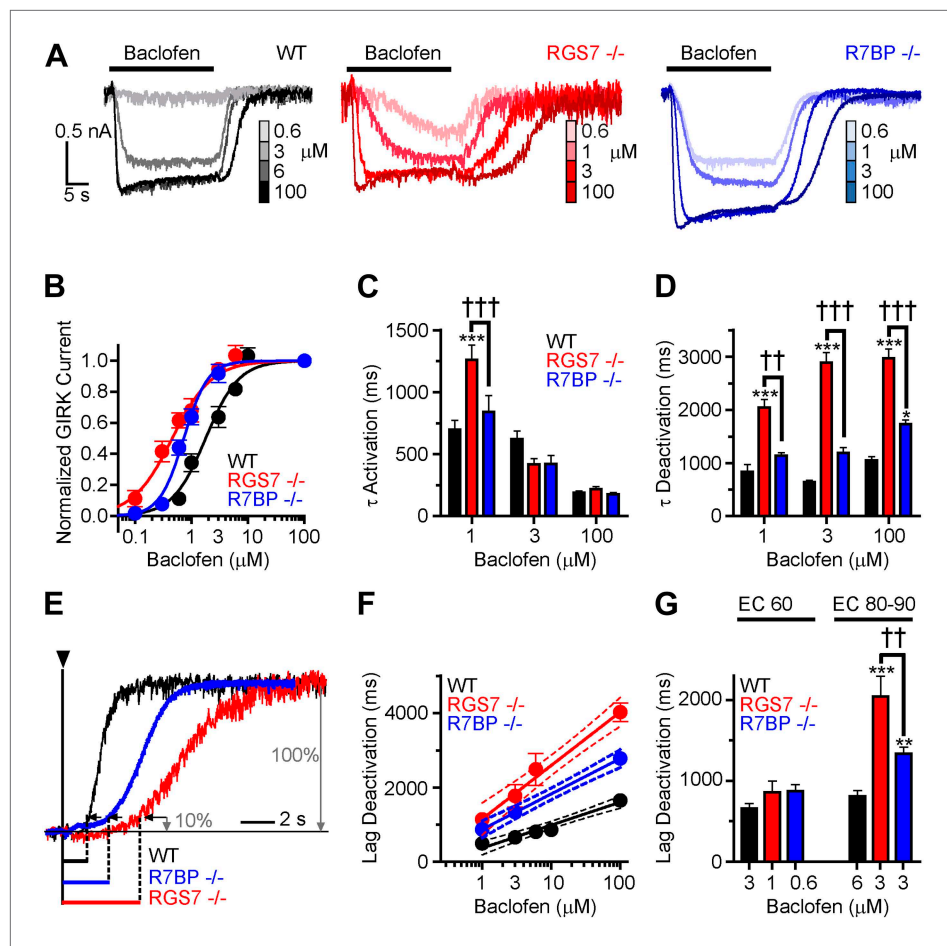 A
Baclofen WT
0.5 nA
5 s
0.6
3
6
100
μM
Baclofen RGS7 -/-
0.6
1
3
100
μM
Baclofen R7BP -/-
0.6
1
3
100
μM
B
Normalized GIRK Current
1.0
0.8
0.6
0.4
0.2
0.0
WT
RGS7 -/-
R7BP -/-
0.1 1 3 10 100
Baclofen (μM)
C
τ Activation (ms)
1500
1000
500
0
†††
***
WT
RGS7 -/-
R7BP -/-
1 3 100
Baclofen (μM)
D
τ Deactivation (ms)
3000
2000
1000
0
††
***
†††
***
†††
***
*
1 3 100
Baclofen (μM)
E
100%
10%
2 s
WT
R7BP -/-
RGS7 -/-
F
Lag Deactivation (ms)
4000
2000
0
WT
RGS7 -/-
R7BP -/-
1 3 10 100
Baclofen (μM)
G
EC 60 EC 80-90
Lag Deactivation (ms)
2000
1000
0
WT
RGS7 -/-
R7BP -/-
††
***
**
3 1 0.6 6 3 3
Baclofen (μM)